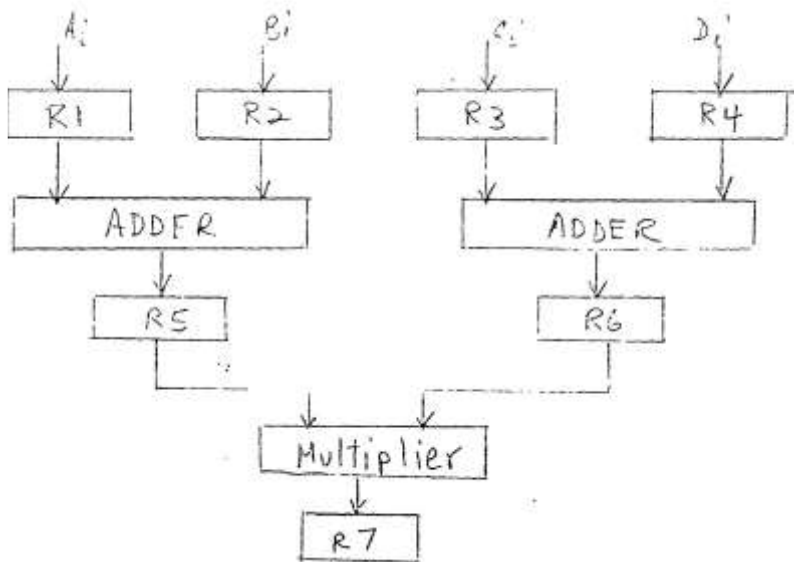 Ai Bi Ci Di
R1 R2 R3 R4
ADDER ADDER
R5 R6
Multiplier
R7